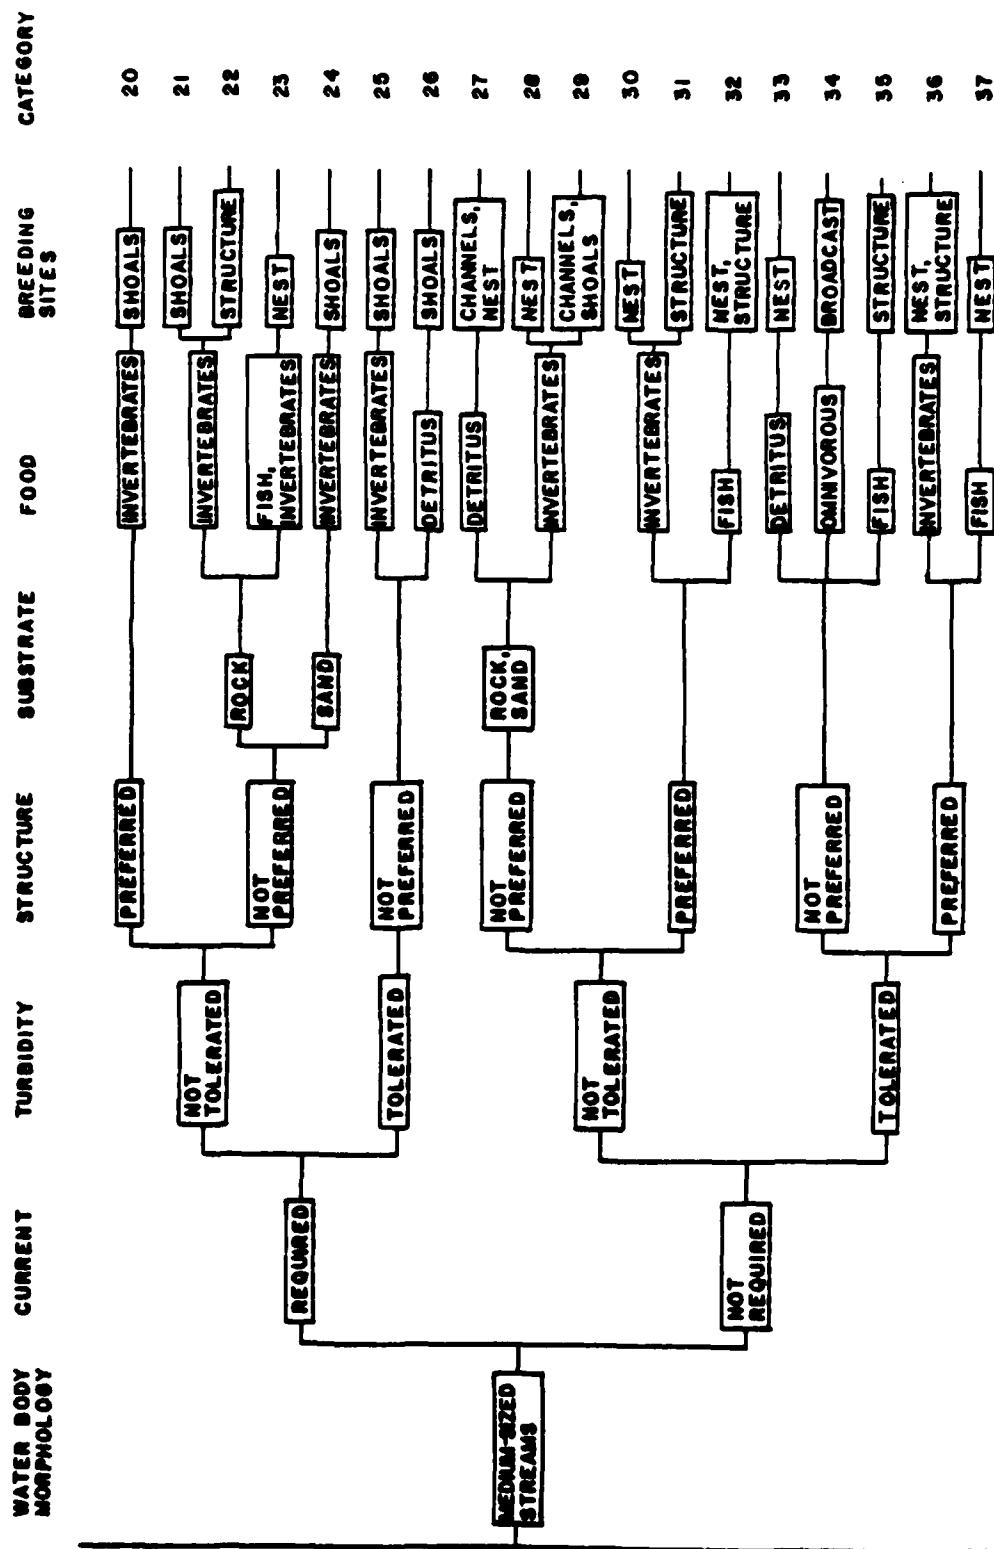 WATER BODY
MORPHOLOGY
CURRENT
TURBIDITY
STRUCTURE
SUBSTRATE
FOOD
BREEDING
SITES
CATEGORY
MEDIUM-SIZED
STREAMS
REQUIRED
NOT
REQUIRED
NOT
TOLERATED
TOLERATED
NOT
TOLERATED
TOLERATED
PREFERRED
NOT
PREFERRED
NOT
PREFERRED
NOT
PREFERRED
PREFERRED
NOT
PREFERRED
PREFERRED
ROCK
SAND
ROCK,
SAND
INVERTEBRATES
INVERTEBRATES
FISH,
INVERTEBRATES
INVERTEBRATES
INVERTEBRATES
DETRITUS
DETRITUS
INVERTEBRATES
INVERTEBRATES
FISH
DETRITUS
OMNIVOROUS
FISH
INVERTEBRATES
FISH
SHOALS
SHOALS
STRUCTURE
NEST
SHOALS
SHOALS
SHOALS
CHANNELS,
NEST
NEST
CHANNELS,
SHOALS
NEST
STRUCTURE
NEST,
STRUCTURE
NEST
BROADCAST
STRUCTURE
NEST,
STRUCTURE
NEST
20
21
22
23
24
25
26
27
28
29
30
31
32
33
34
35
36
37